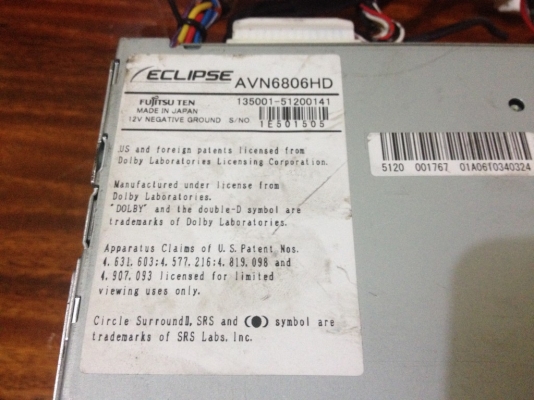 ECLIPSE AVN6806HD
FUJITSU TEN 135001-51200141
MADE IN JAPAN
12V NEGATIVE GROUND S/NO 1E501505
US and foreign patents licensed from
Dolby Laboratories Licensing Corporation.
Manufactured under license from
Dolby Laboratories.
"DOLBY" and the double-D symbol are
trademarks of Dolby Laboratories.
Apparatus Claims of U.S. Patent Nos.
4.631.603;4.577.216;4.819.098 and
4.907.093 licensed for limited
viewing uses only.
Circle SurroundⅡ, SRS and (●) symbol are
trademarks of SRS Labs, Inc.
5120 001767 01A06T0340324